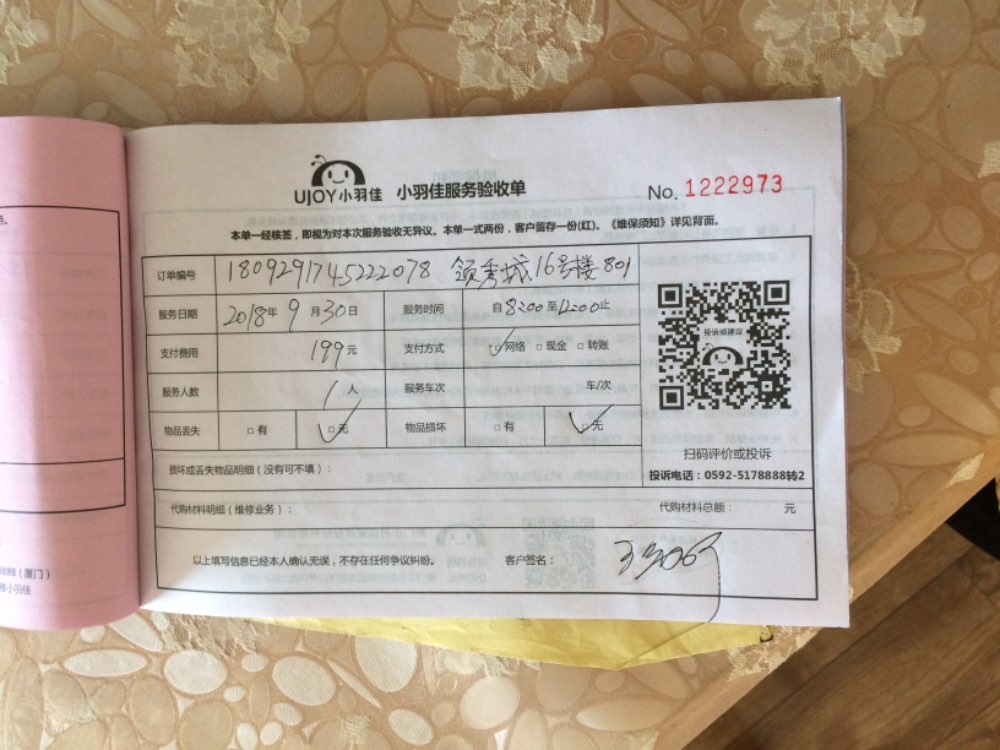 UJOY小羽佳 小羽佳服务验收单 No. 1222973
本单一经核签，即视为对本次服务验收无异议。本单一式两份，客户留存一份(红)。《维保须知》详见背面。
订单编号 1809291745222078 领秀城16号楼801
服务日期 2018年9月30日 服务时间 自8:00至12:00止
投诉或建议
支付费用 199元 支付方式 ☑网络 □现金 □转账
服务人数 1人 服务车次 车/次
物品丢失 □有 ☑无 物品损坏 □有 ☑无
扫码评价或投诉
损坏或丢失物品明细（没有可不填）：
投诉电话：0592-5178888转2
代购材料明细（维修业务）： 代购材料总额： 元
以上填写信息已经本人确认无误，不存在任何争议纠纷。 客户签名：
8888（厦门）
小羽佳